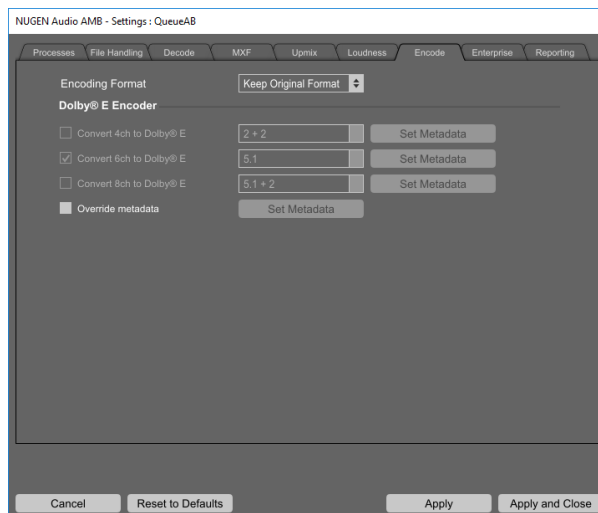 NUGEN Audio AMB - Settings : QueueAB
Processes File Handling Decode MXF Upmix Loudness Encode Enterprise Reporting
Encoding Format Keep Original Format
Dolby® E Encoder
Convert 4ch to Dolby® E 2 + 2 Set Metadata
Convert 6ch to Dolby® E 5.1 Set Metadata
Convert 8ch to Dolby® E 5.1 + 2 Set Metadata
Override metadata Set Metadata
Cancel Reset to Defaults Apply Apply and Close